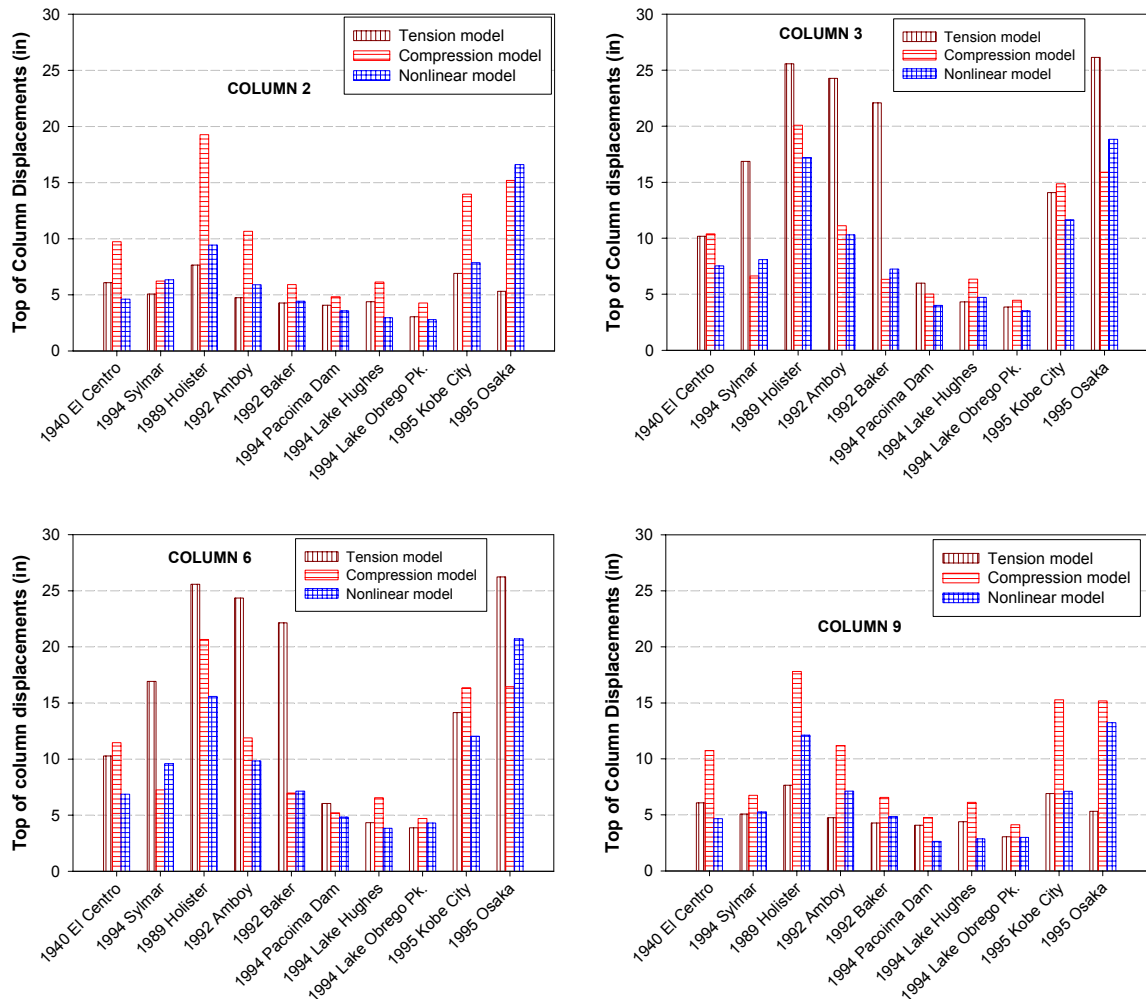 Top of Column Displacements (in)
30
25
20
15
10
5
0
COLUMN 2
Tension model
Compression model
Nonlinear model
1940 El Centro
1994 Sylmar
1989 Holister
1992 Amboy
1992 Baker
1994 Pacoima Dam
1994 Lake Hughes
1994 Lake Obrego Pk.
1995 Kobe City
1995 Osaka
Top of Column Displacements (in)
30
25
20
15
10
5
0
COLUMN 3
Tension model
Compression model
Nonlinear model
1940 El Centro
1994 Sylmar
1989 Holister
1992 Amboy
1992 Baker
1994 Pacoima Dam
1994 Lake Hughes
1994 Lake Obrego Pk.
1995 Kobe City
1995 Osaka
Top of column displacements (in)
30
25
20
15
10
5
0
COLUMN 6
Tension model
Compression model
Nonlinear model
1940 El Centro
1994 Sylmar
1989 Holister
1992 Amboy
1992 Baker
1994 Pacoima Dam
1994 Lake Hughes
1994 Lake Obrego Pk.
1995 Kobe City
1995 Osaka
Top of Column Displacements (in)
30
25
20
15
10
5
0
COLUMN 9
Tension model
Compression model
Nonlinear model
1940 El Centro
1994 Sylmar
1989 Holister
1992 Amboy
1992 Baker
1994 Pacoima Dam
1994 Lake Hughes
1994 Lake Obrego Pk.
1995 Kobe City
1995 Osaka